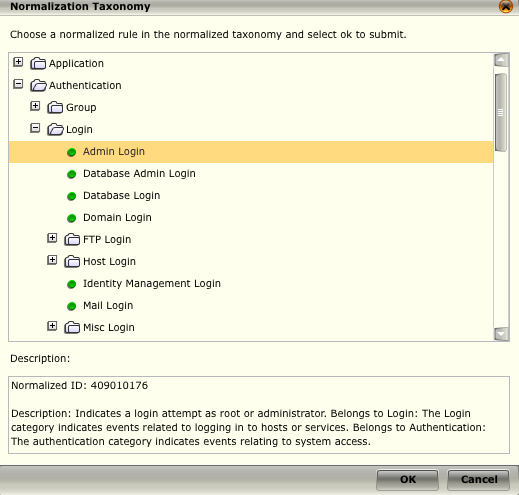 Normalization Taxonomy
Choose a normalized rule in the normalized taxonomy and select ok to submit.
Application
Authentication
Group
Login
Admin Login
Database Admin Login
Database Login
Domain Login
FTP Login
Host Login
Identity Management Login
Mail Login
Misc Login
Description:
Normalized ID: 409010176
Description: Indicates a login attempt as root or administrator. Belongs to Login: The Login
category indicates events related to logging in to hosts or services. Belongs to Authentication:
The authentication category indicates events relating to system access.
OK
Cancel